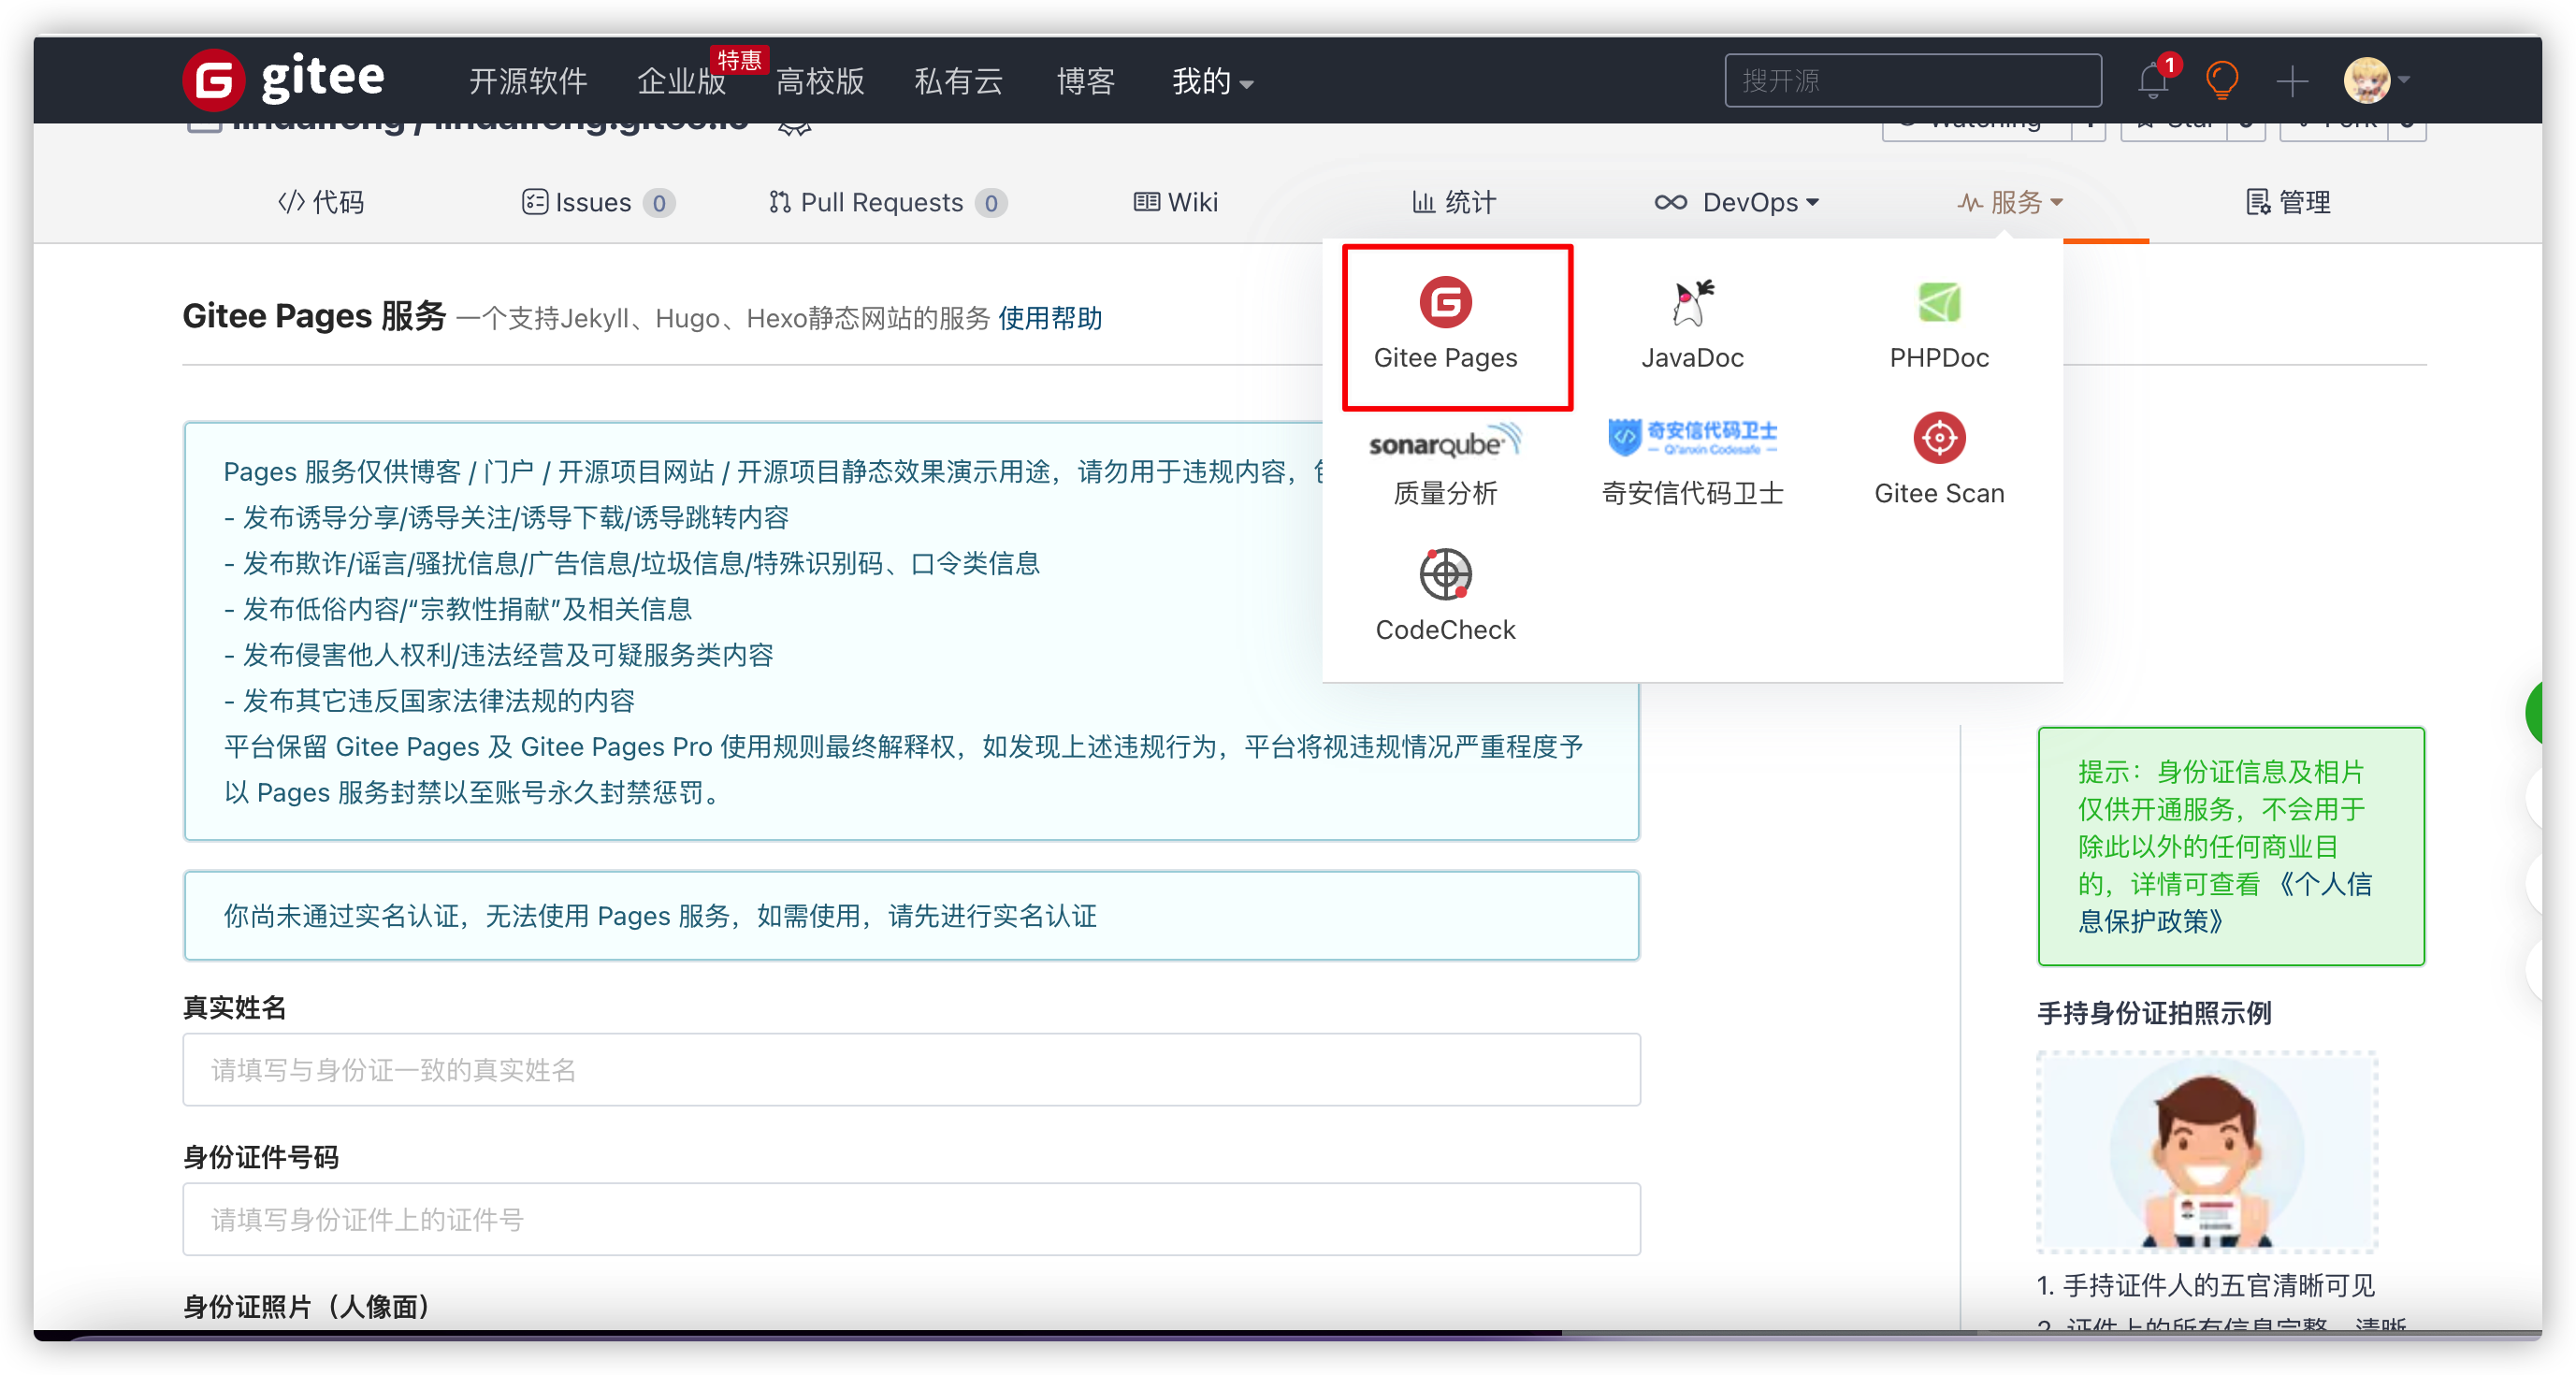 gitee
开源软件
企业版
特惠
高校版
私有云
博客
我的
搜开源
1
代码
Issues 0
Pull Requests 0
Wiki
统计
DevOps
服务
管理
Gitee Pages 服务 一个支持Jekyll、Hugo、Hexo静态网站的服务 使用帮助
Gitee Pages
JavaDoc
PHPDoc
sonarqube
奇安信代码卫士
Qi'anxin Codesafe
质量分析
奇安信代码卫士
Gitee Scan
CodeCheck
Pages 服务仅供博客 / 门户 / 开源项目网站 / 开源项目静态效果演示用途，请勿用于违规内容，
- 发布诱导分享/诱导关注/诱导下载/诱导跳转内容
- 发布欺诈/谣言/骚扰信息/广告信息/垃圾信息/特殊识别码、口令类信息
- 发布低俗内容/“宗教性捐献”及相关信息
- 发布侵害他人权利/违法经营及可疑服务类内容
- 发布其它违反国家法律法规的内容
平台保留 Gitee Pages 及 Gitee Pages Pro 使用规则最终解释权，如发现上述违规行为，平台将视违规情况严重程度予
以 Pages 服务封禁以至账号永久封禁惩罚。
你尚未通过实名认证，无法使用 Pages 服务，如需使用，请先进行实名认证
真实姓名
请填写与身份证一致的真实姓名
身份证件号码
请填写身份证件上的证件号
身份证照片（人像面）
提示：身份证信息及相片
仅供开通服务，不会用于
除此以外的任何商业目
的，详情可查看 《个人信
息保护政策》
手持身份证拍照示例
1. 手持证件人的五官清晰可见
2. 证件上的所有信息完整、清晰